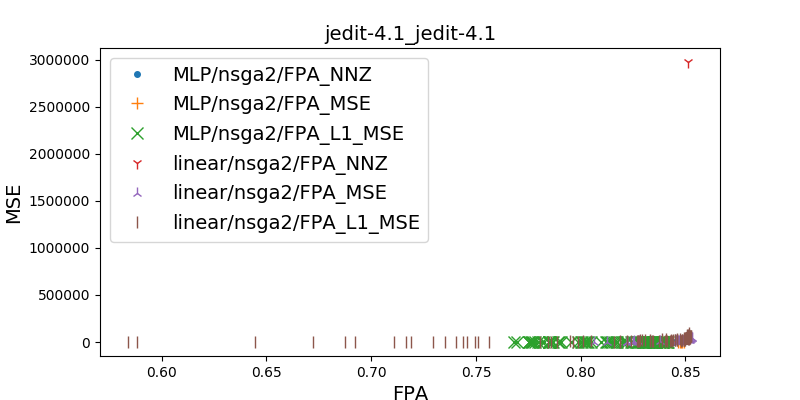 jedit-4.1_jedit-4.1
3000000
2500000
2000000
1500000
1000000
500000
0
MSE
MLP/nsga2/FPA_NNZ
MLP/nsga2/FPA_MSE
MLP/nsga2/FPA_L1_MSE
linear/nsga2/FPA_NNZ
linear/nsga2/FPA_MSE
linear/nsga2/FPA_L1_MSE
0.60 0.65 0.70 0.75 0.80 0.85
FPA